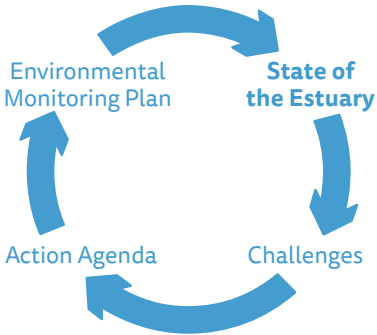 Environmental
Monitoring Plan
State of
the Estuary
Action Agenda
Challenges